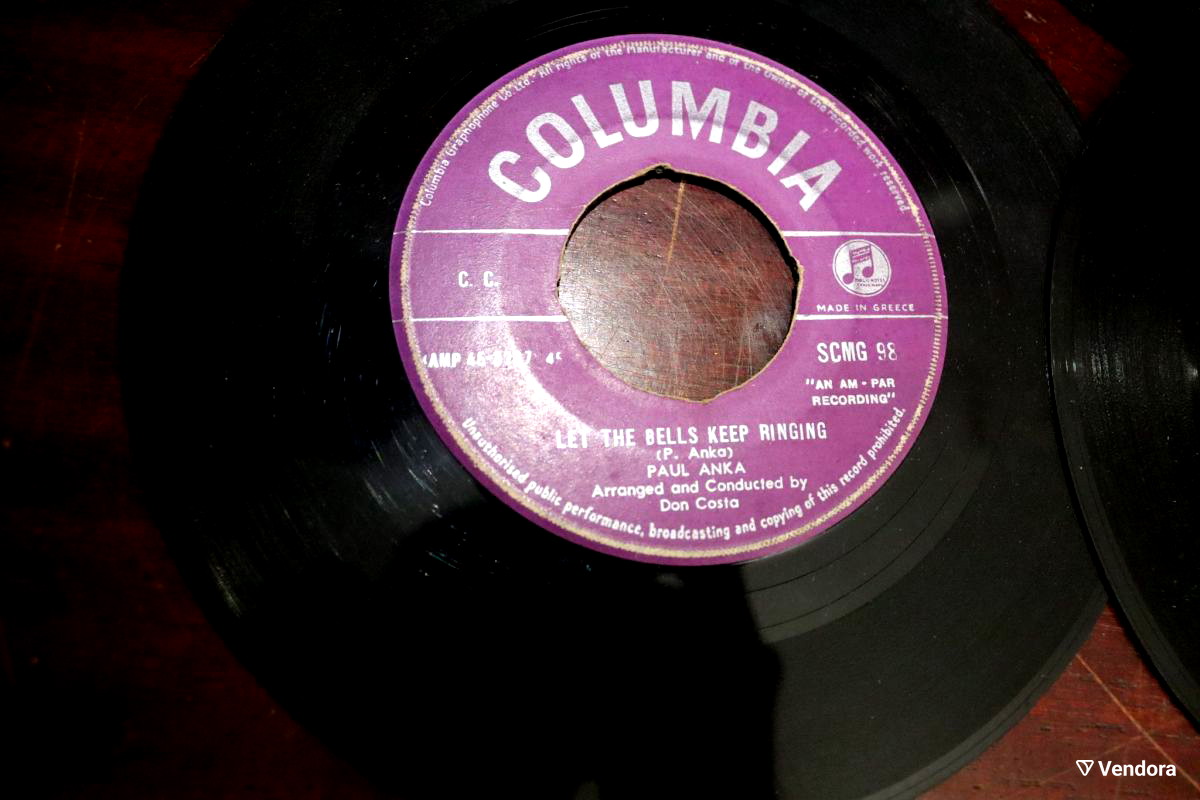 Columbia Graphophone Co. Ltd. All rights of the Manufacturer and of the Owner of the recorded work reserved.
COLUMBIA
C. C.
MADE IN GREECE
SCMG 98
"AN AM-PAR
RECORDING"
LET THE BELLS KEEP RINGING
(P. Anka)
PAUL ANKA
Arranged and Conducted by
Don Costa
Unauthorised public performance, broadcasting and copying of this record prohibited.
Vendora